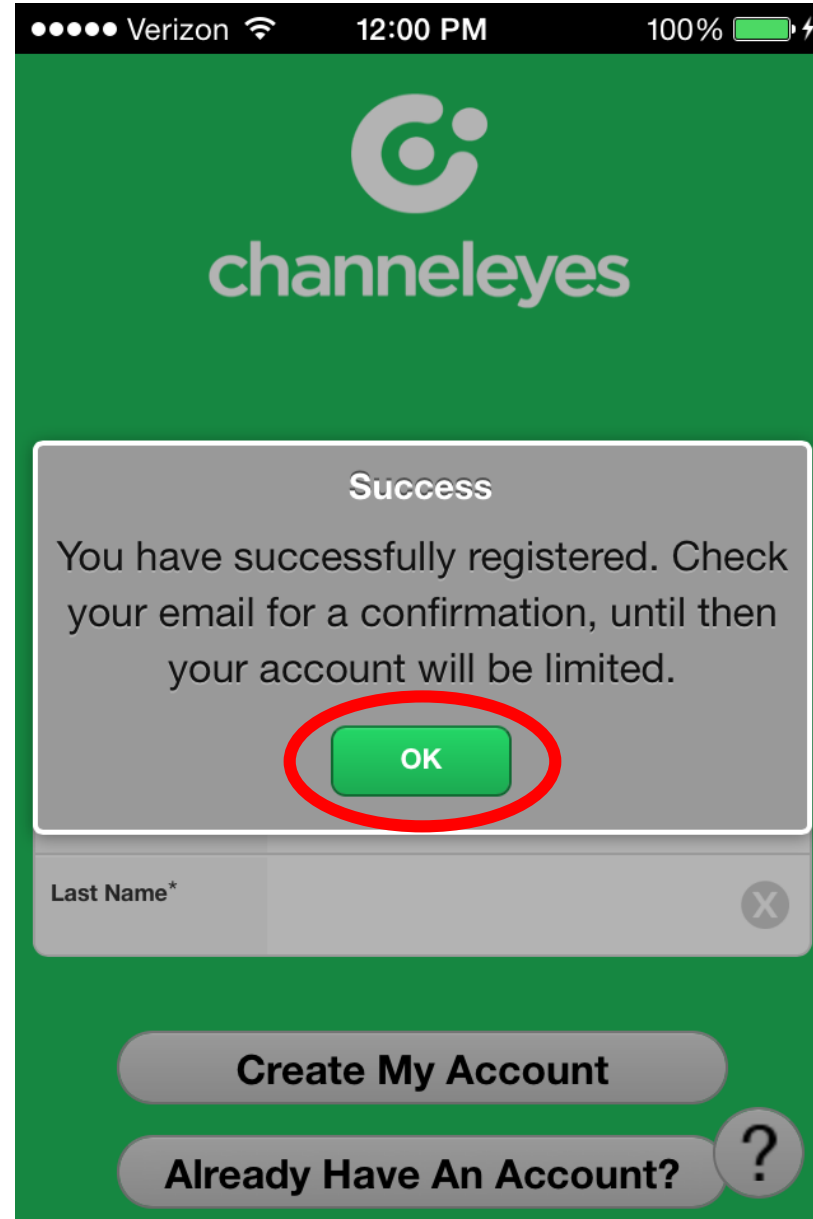 Verizon 12:00 PM 100%
channeleyes
Success
You have successfully registered. Check
your email for a confirmation, until then
your account will be limited.
OK
Last Name*
X
Create My Account
Already Have An Account?
?